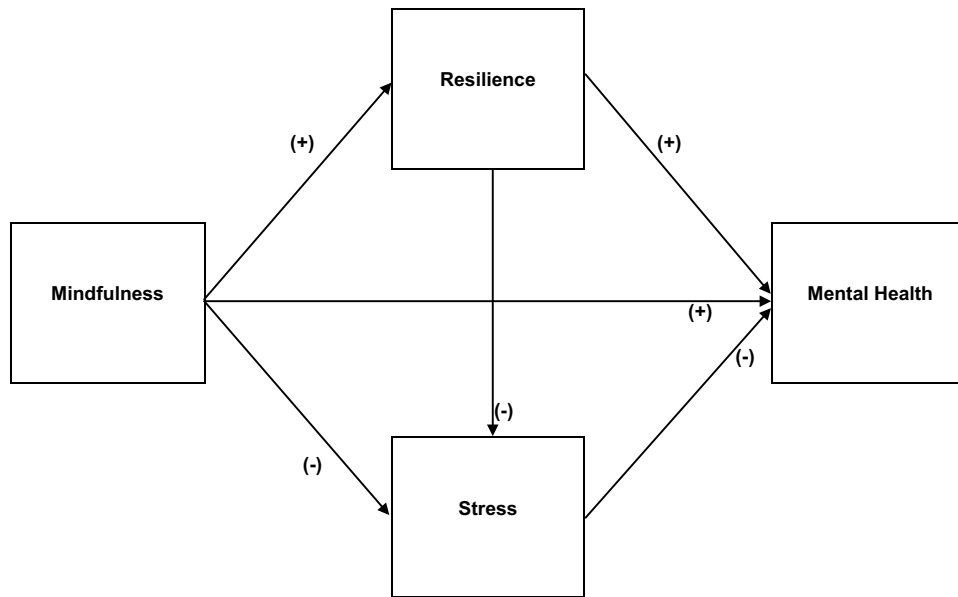 Resilience
(+)
(+)
Mindfulness
Mental Health
(+)
(-)
(-)
(-)
Stress